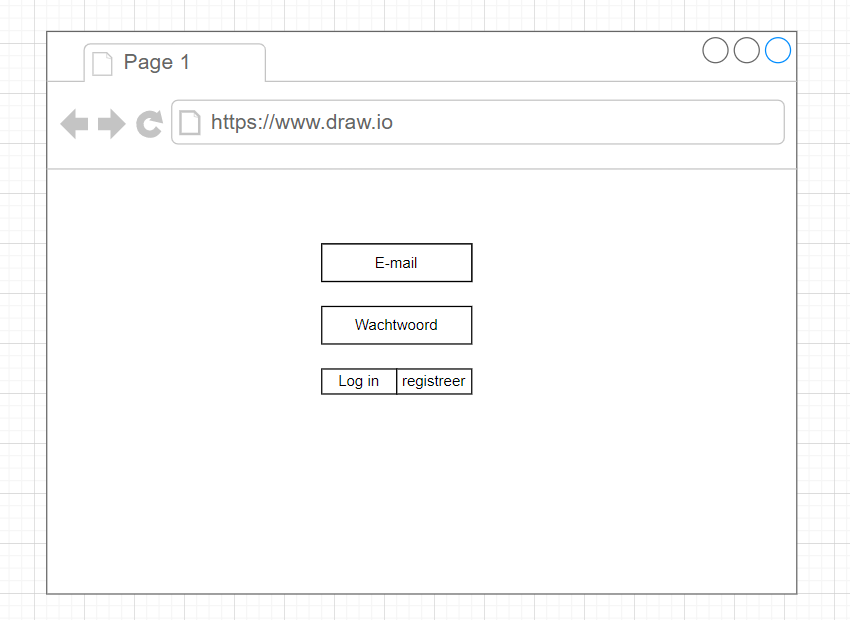 Page 1
https://www.draw.io
E-mail
Wachtwoord
Log in registreer